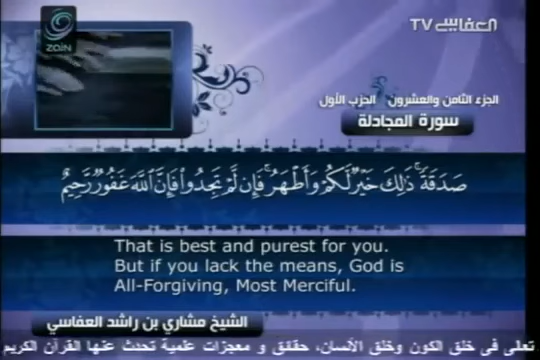 zain
العفاسي TV
الجزء الثامن والعشرون الحزب الأول
سورة المجادلة
صَدَقَةً ۚ ذَٰلِكَ خَيْرٌ لَّكُمْ وَأَطْهَرُ ۚ فَإِن لَّمْ تَجِدُوا فَإِنَّ اللَّهَ غَفُورٌ رَّحِيمٌ
That is best and purest for you.
But if you lack the means, God is
All-Forgiving, Most Merciful.
الشيخ مشاري بن راشد العفاسي
تعلى في خلق الكون وخلق الأنسان، حقائق و معجزات علمية تحدث عنها القرآن الكريم